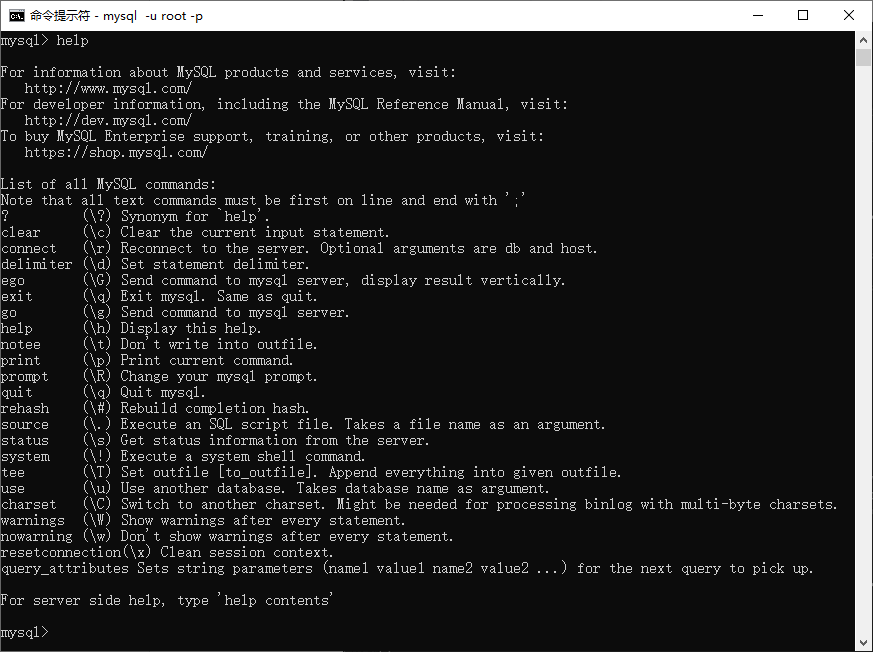 命令提示符 - mysql -u root -p
mysql> help
For information about MySQL products and services, visit:
http://www.mysql.com/
For developer information, including the MySQL Reference Manual, visit:
http://dev.mysql.com/
To buy MySQL Enterprise support, training, or other products, visit:
https://shop.mysql.com/
List of all MySQL commands:
Note that all text commands must be first on line and end with ';'
? (\?) Synonym for `help'.
clear (\c) Clear the current input statement.
connect (\r) Reconnect to the server. Optional arguments are db and host.
delimiter (\d) Set statement delimiter.
ego (\G) Send command to mysql server, display result vertically.
exit (\q) Exit mysql. Same as quit.
go (\g) Send command to mysql server.
help (\h) Display this help.
notee (\t) Don't write into outfile.
print (\p) Print current command.
prompt (\R) Change your mysql prompt.
quit (\q) Quit mysql.
rehash (\#) Rebuild completion hash.
source (\.) Execute an SQL script file. Takes a file name as an argument.
status (\s) Get status information from the server.
system (\!) Execute a system shell command.
tee (\T) Set outfile [to_outfile]. Append everything into given outfile.
use (\u) Use another database. Takes database name as argument.
charset (\C) Switch to another charset. Might be needed for processing binlog with multi-byte charsets.
warnings (\W) Show warnings after every statement.
nowarning (\w) Don't show warnings after every statement.
resetconnection(\x) Clean session context.
query_attributes Sets string parameters (name1 value1 name2 value2 ...) for the next query to pick up.
For server side help, type 'help contents'
mysql>